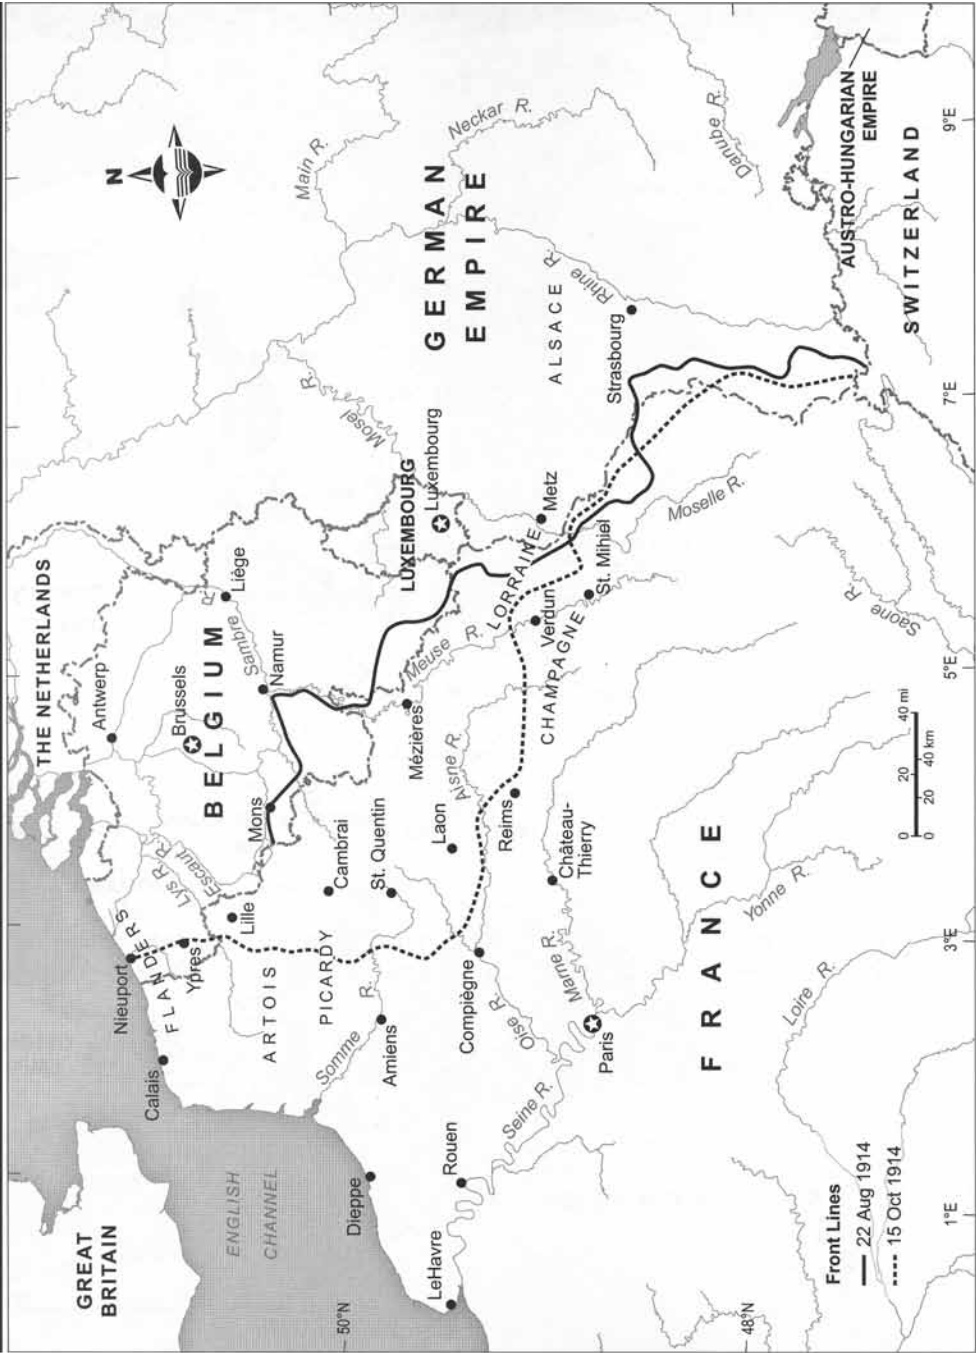 THE NETHERLANDS
GREAT
BRITAIN
ENGLISH
CHANNEL
N
Antwerp
Nieuport
Calais
FLANDERS
Ypres
Lys R.
R.
Escaut
Brussels
BELGIUM
Liège
R.
Sambre
Namur
Mons
Lille
ARTOIS
Cambrai
PICARDY
St. Quentin
Somme
R.
Amiens
Dieppe
Rouen
LeHavre
Main R.
Neckar R.
GERMAN
EMPIRE
Mosel
R.
LUXEMBOURG
Luxembourg
Mézières
Meuse R.
LORRAINE
Metz
Laon
Aisne R.
Compiègne
Oise R.
Reims
CHAMPAGNE
Verdun
St. Mihiel
ALSACE
Rhine R.
Strasbourg
Danube R.
Moselle R.
Château-
Thierry
Marne R.
Paris
Seine R.
FRANCE
Yonne R.
Loire R.
Saone R.
AUSTRO-HUNGARIAN
EMPIRE
SWITZERLAND
0 20 40 mi
0 20 40 km
Front Lines
22 Aug 1914
15 Oct 1914
50°N
48°N
1°E
3°E
5°E
7°E
9°E